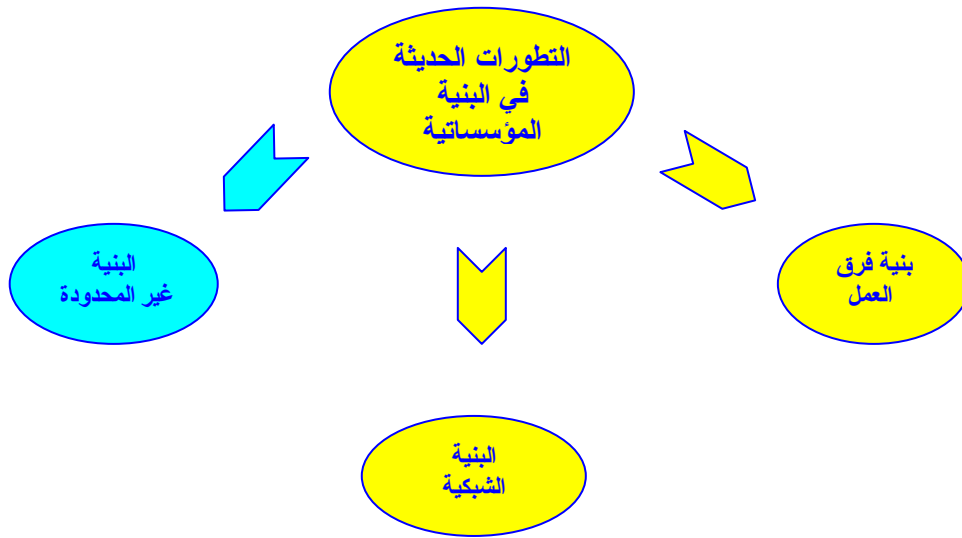 التطورات الحديثة
في البنية
المؤسساتية
بنية فرق
العمل
البنية
الشبكية
البنية
غير المحدودة